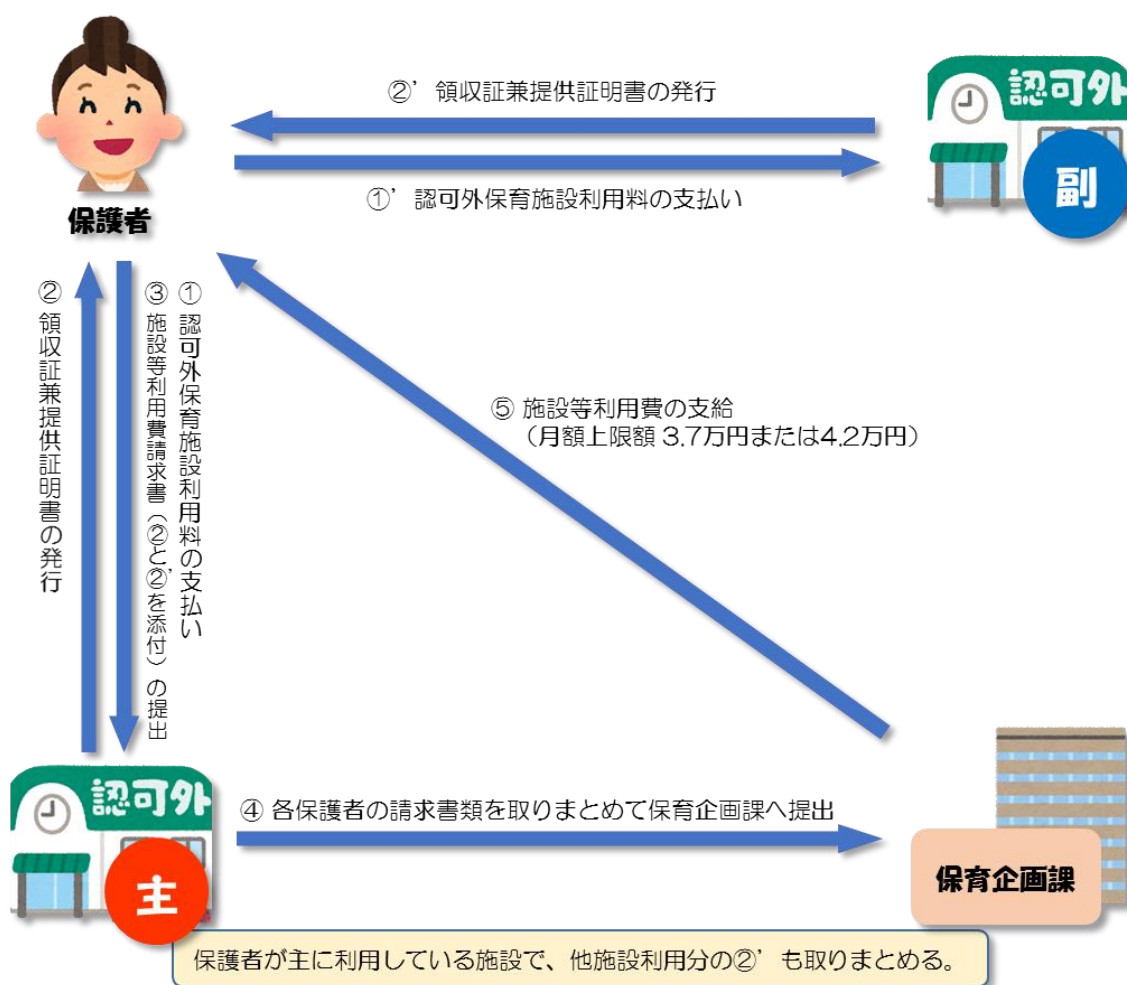 ②’領収証兼提供証明書の発行
認可外
副
①’認可外保育施設利用料の支払い
保護者
② 領収証兼提供証明書の発行
① 認可外保育施設利用料の支払い
③ 施設等利用費請求書（②と②’を添付）の提出
⑤ 施設等利用費の支給
（月額上限額 3.7万円または4.2万円）
認可外
主
④ 各保護者の請求書類を取りまとめて保育企画課へ提出
保育企画課
保護者が主に利用している施設で、他施設利用分の②’も取りまとめる。